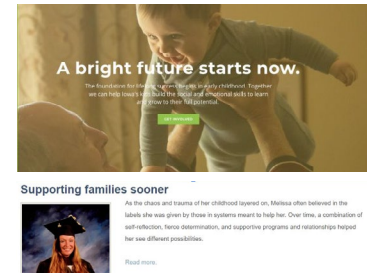 A bright future starts now.
The foundation for lifelong success begins in early childhood. Together
we can help Iowa's kids build the social and emotional skills to learn
and grow to their full potential.
GET INVOLVED
Supporting families sooner
As the chaos and trauma of her childhood layered on, Melissa often believed in the
labels she was given by those in systems meant to help her. Over time, a combination of
self-reflection, fierce determination, and supportive programs and relationships helped
her see different possibilities.
Read more.